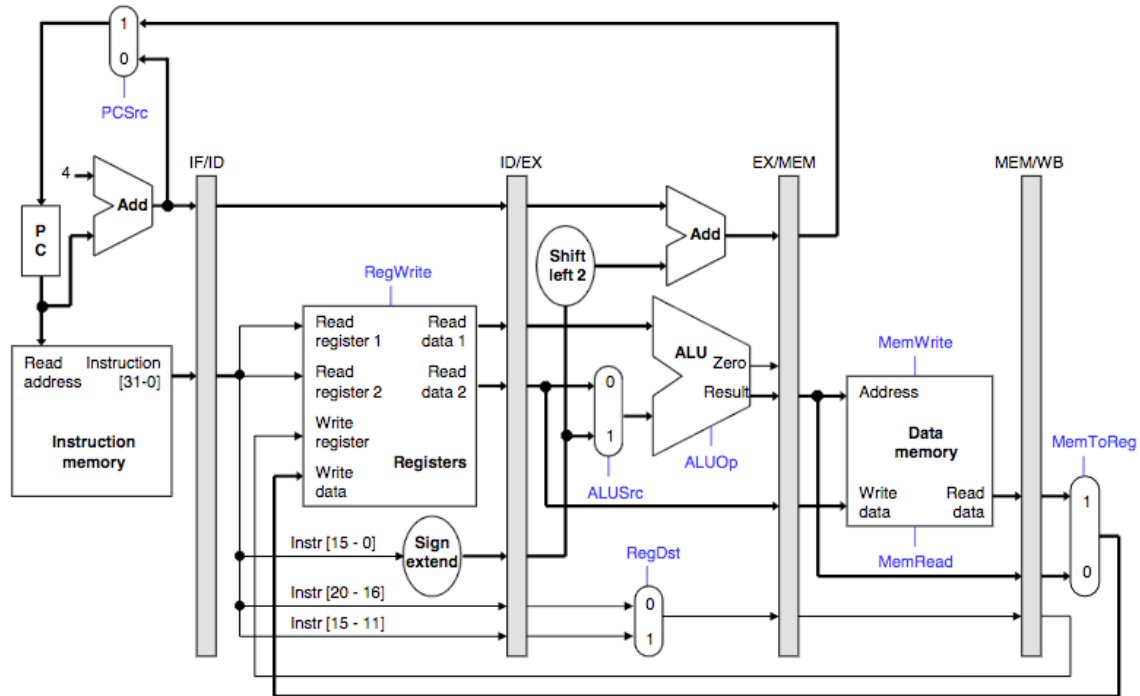 1
0
PCSrc
IF/ID
ID/EX
EX/MEM
MEM/WB
4
Add
P
C
Add
Shift
left 2
RegWrite
Read
address
Instruction
[31-0]
Instruction
memory
Read
register 1
Read
data 1
Read
register 2
Read
data 2
Write
register
Write
data
Registers
0
1
ALUSrc
ALU
Zero
Result
ALUOp
MemWrite
Address
Data
memory
Write
data
Read
data
MemRead
MemToReg
1
0
Instr [15 - 0]
Sign
extend
RegDst
Instr [20 - 16]
0
Instr [15 - 11]
1